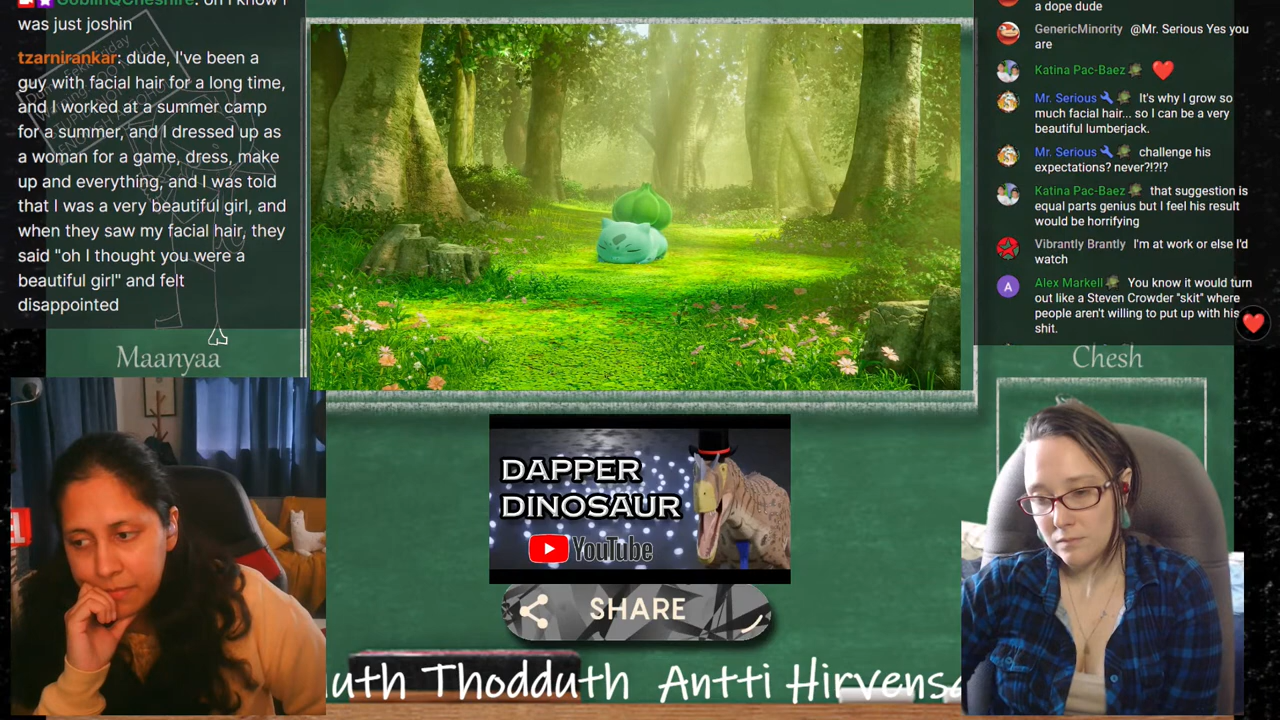 GoblinQCheshire: oh I know I
was just joshin
tzarnirankar: dude, I've been a
guy with facial hair for a long time,
and I worked at a summer camp
for a summer, and I dressed up as
a woman for a game, dress, make
up and everything, and I was told
that I was a very beautiful girl, and
when they saw my facial hair, they
said "oh I thought you were a
beautiful girl" and felt
disappointed
Maanyaa
a dope dude
GenericMinority @Mr. Serious Yes you
are
Katina Pac-Baez
Mr. Serious It's why I grow so
much facial hair... so I can be a very
beautiful lumberjack.
Mr. Serious challenge his
expectations? never?!?!?
Katina Pac-Baez that suggestion is
equal parts genius but I feel his result
would be horrifying
Vibrantly Brantly I'm at work or else I'd
watch
A
Alex Markell You know it would turn
out like a Steven Crowder "skit" where
people aren't willing to put up with his
shit.
Chesh
DAPPER
DINOSAUR
YouTube
SHARE
uth Thodduth Antti Hirvens